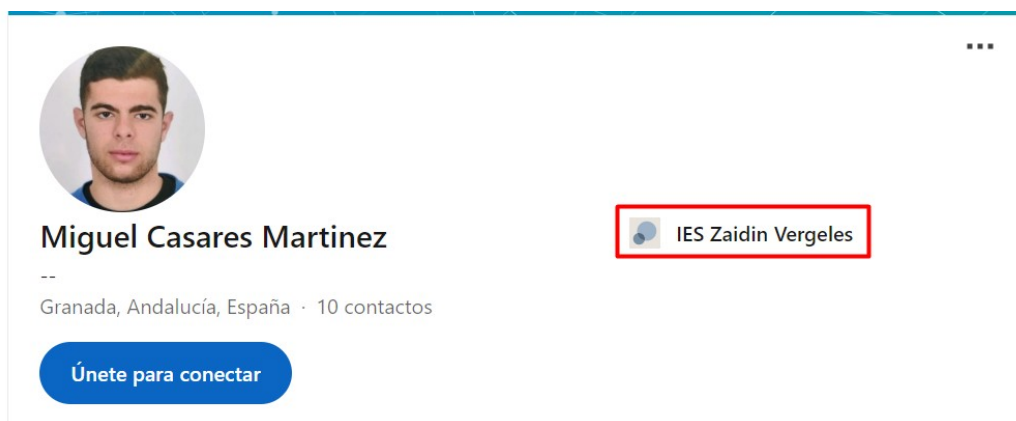 Miguel Casares Martinez
IES Zaidin Vergeles
--
Granada, Andalucía, España · 10 contactos
Únete para conectar